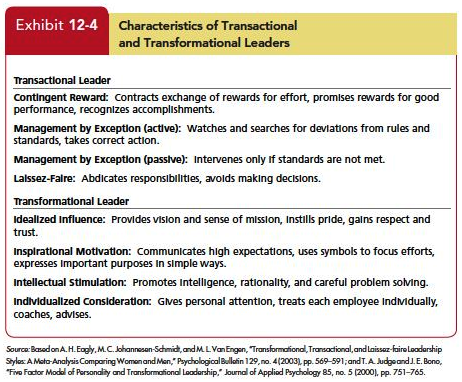 Exhibit 12-4
Characteristics of Transactional
and Transformational Leaders
Transactional Leader
Contingent Reward: Contracts exchange of rewards for effort, promises rewards for good
performance, recognizes accomplishments.
Management by Exception (active): Watches and searches for deviations from rules and
standards, takes correct action.
Management by Exception (passive): Intervenes only if standards are not met.
Laissez-Faire: Abdicates responsibilities, avoids making decisions.
Transformational Leader
Idealized Influence: Provides vision and sense of mission, instills pride, gains respect and
trust.
Inspirational Motivation: Communicates high expectations, uses symbols to focus efforts,
expresses important purposes in simple ways.
Intellectual Stimulation: Promotes intelligence, rationality, and careful problem solving.
Individualized Consideration: Gives personal attention, treats each employee individually,
coaches, advises.
Source: Based on A. H. Eagly, M. C. Johannesen-Schmidt, and M. L. Van Engen, "Transformational, Transactional, and Laissez-faire Leadership
Styles: A Meta-Analysis Comparing Women and Men," Psychological Bulletin 129, no. 4 (2003), pp. 569–591; and T. A. Judge and J. E. Bono,
"Five Factor Model of Personality and Transformational Leadership," Journal of Applied Psychology 85, no. 5 (2000), pp. 751–765.